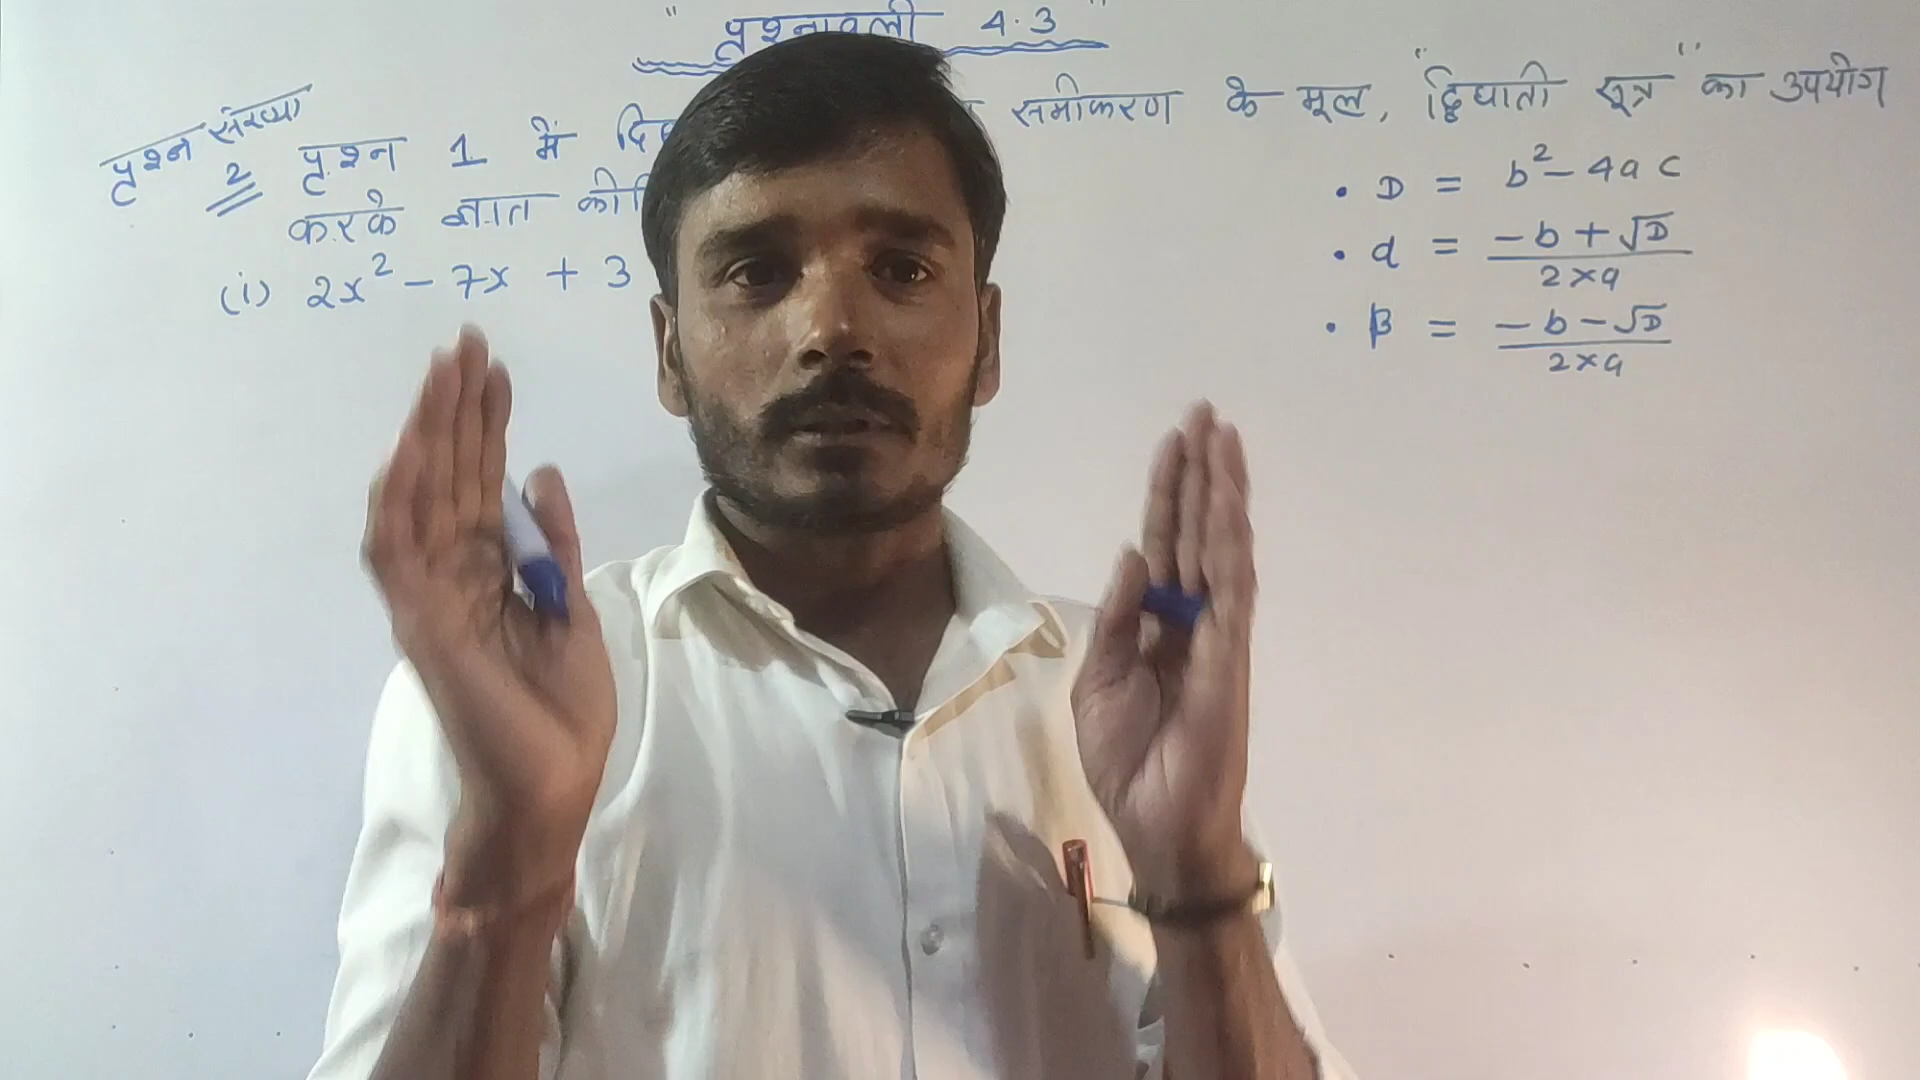 " प्रश्नावली 4.3 "
प्रश्न संख्या
2 प्रश्न 1 में समीकरण के मूल, "द्विघाती सूत्र" का उपयोग
करके ज्ञात
(i) 2x² - 7x + 3
• D = b² - 4ac
• α = (-b + √D) / (2×a)
• β = (-b - √D) / (2×a)